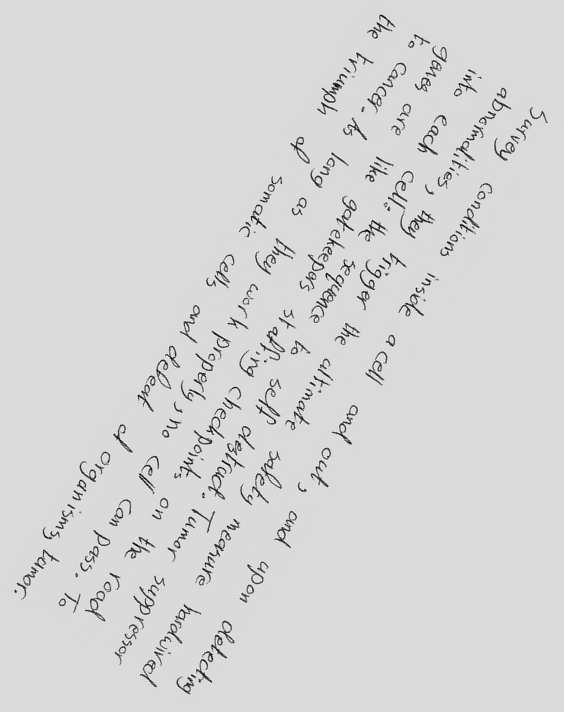 Survey conditions inside a cell and out, and upon detecting
abnormalities, they trigger the ultimate safety measure hardwired
into each cell: the sequence to self destruct. Tumor suppressor
genes are like gatekeepers staffing checkpoints on the road
to cancer. As long as they work properly, no cell can pass. To
the triumph of somatic cells and defeat of organisms, tumor.